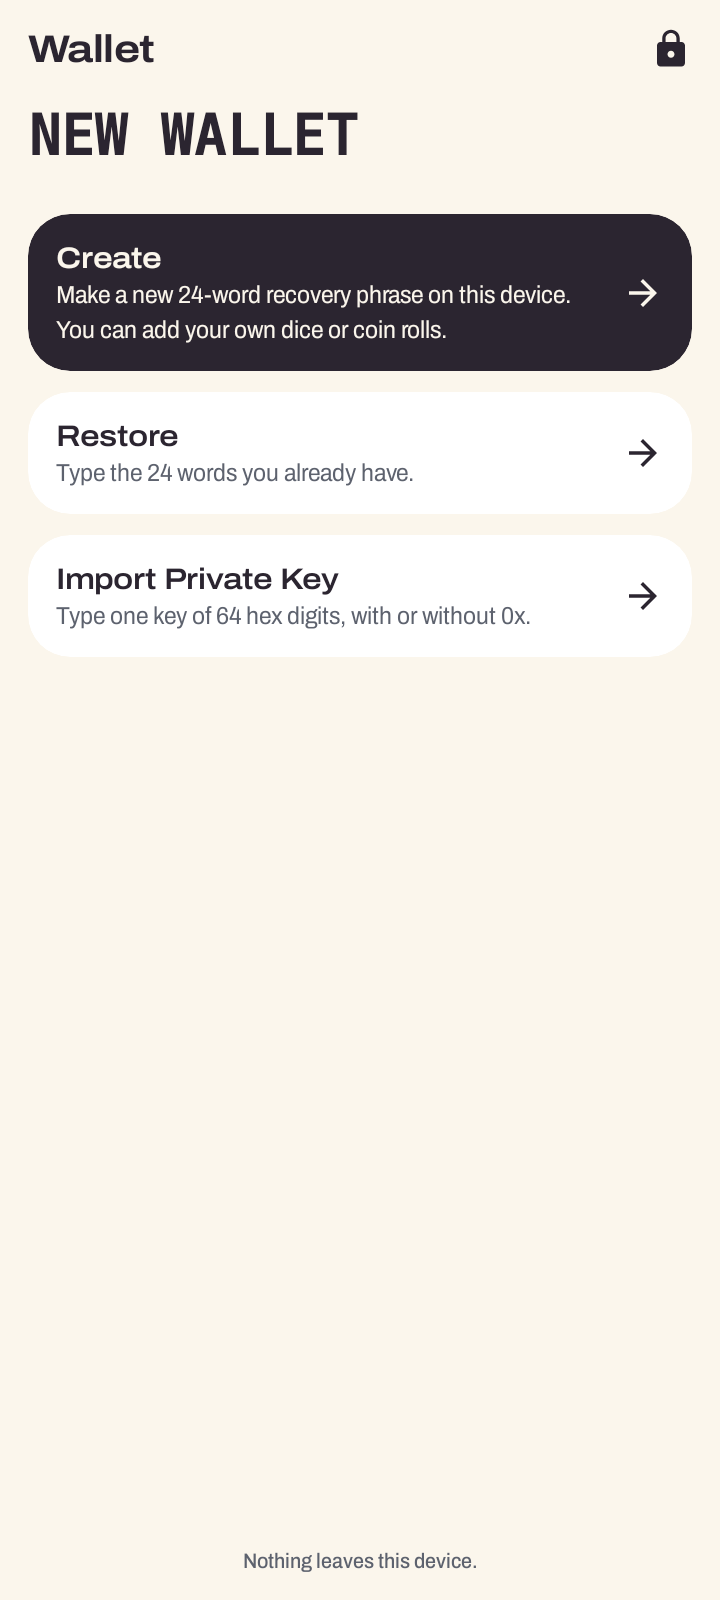 Wallet
NEW WALLET
Create
Make a new 24-word recovery phrase on this device.
You can add your own dice or coin rolls.
Restore
Type the 24 words you already have.
Import Private Key
Type one key of 64 hex digits, with or without 0x.
Nothing leaves this device.